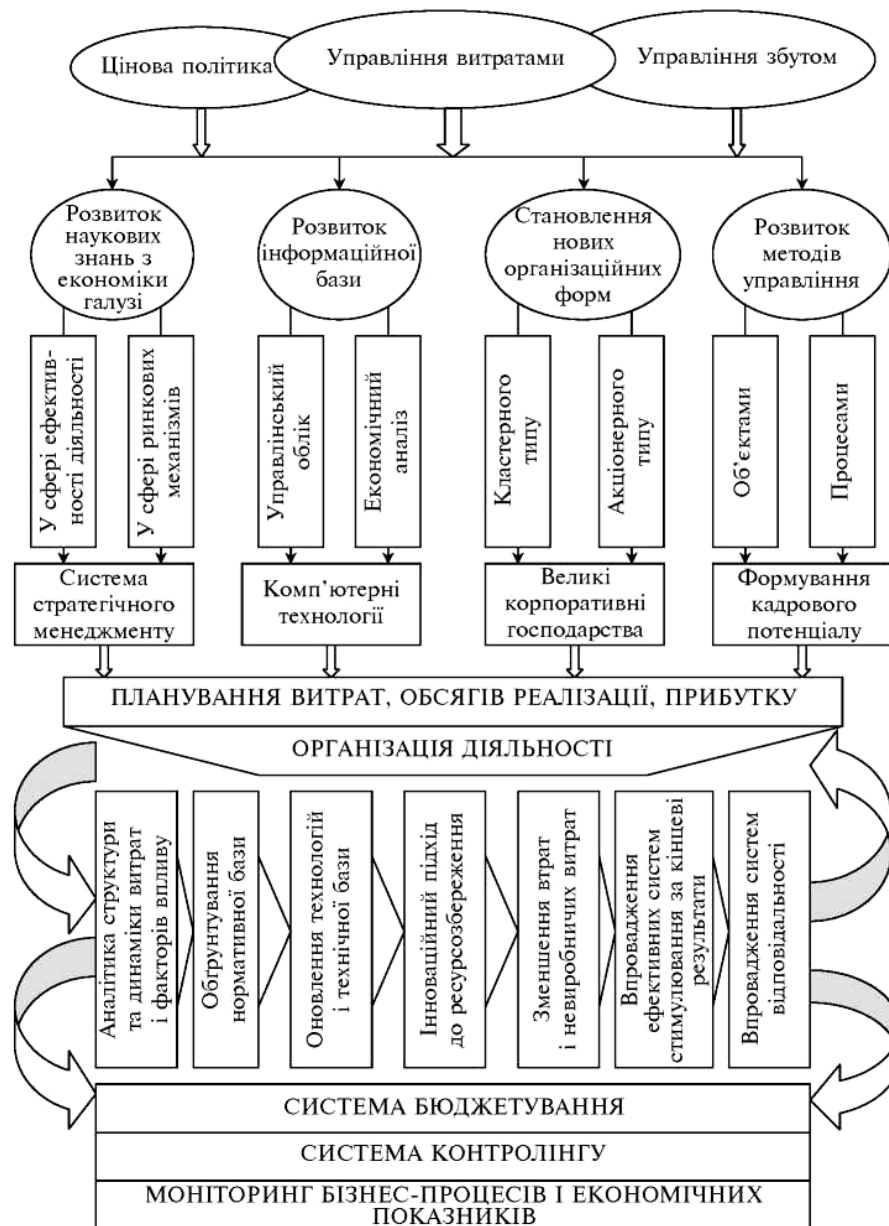 Цінова політика
Управління витратами
Управління збутом
Розвиток
наукових
знань з
економіки
галузі
Розвиток
інформаційної
бази
Становлення
нових
організаційних
форм
Розвиток
методів
управління
У сфері ефектив-
ності діяльності
У сфері ринкових
механізмів
Управлінський
облік
Економічний
аналіз
Кластерного
типу
Акціонерного
типу
Об’єктами
Процесами
Система
стратегічного
менеджменту
Комп’ютерні
технології
Великі
корпоративні
господарства
Формування
кадрового
потенціалу
ПЛАНУВАННЯ ВИТРАТ, ОБСЯГІВ РЕАЛІЗАЦІЇ, ПРИБУТКУ
ОРГАНІЗАЦІЯ ДІЯЛЬНОСТІ
Аналітика структури
та динаміки витрат
і факторів впливу
Обґрунтування
нормативної бази
Оновлення технологій
і технічної бази
Інноваційний підхід
до ресурсозбереження
Зменшення втрат
і невиробничих витрат
Впровадження
ефективних систем
стимулювання за кінцеві
результати
Впровадження систем
відповідальності
СИСТЕМА БЮДЖЕТУВАННЯ
СИСТЕМА КОНТРОЛІНГУ
МОНІТОРИНГ БІЗНЕС-ПРОЦЕСІВ І ЕКОНОМІЧНИХ
ПОКАЗНИКІВ